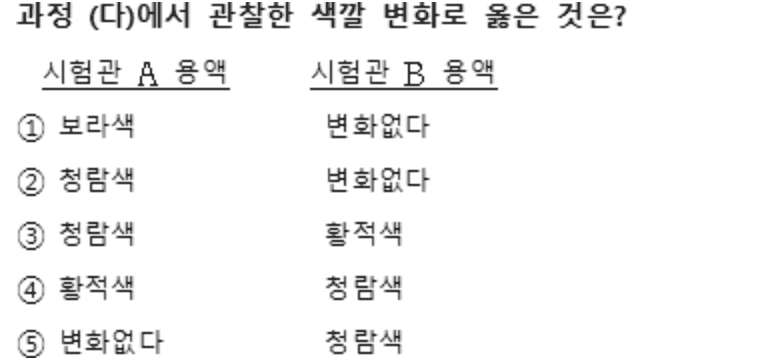 과정 (다)에서 관찰한 색깔 변화로 옳은 것은?
시험관 A 용액 시험관 B 용액
① 보라색 변화없다
② 청람색 변화없다
③ 청람색 황적색
④ 황적색 청람색
⑤ 변화없다 청람색